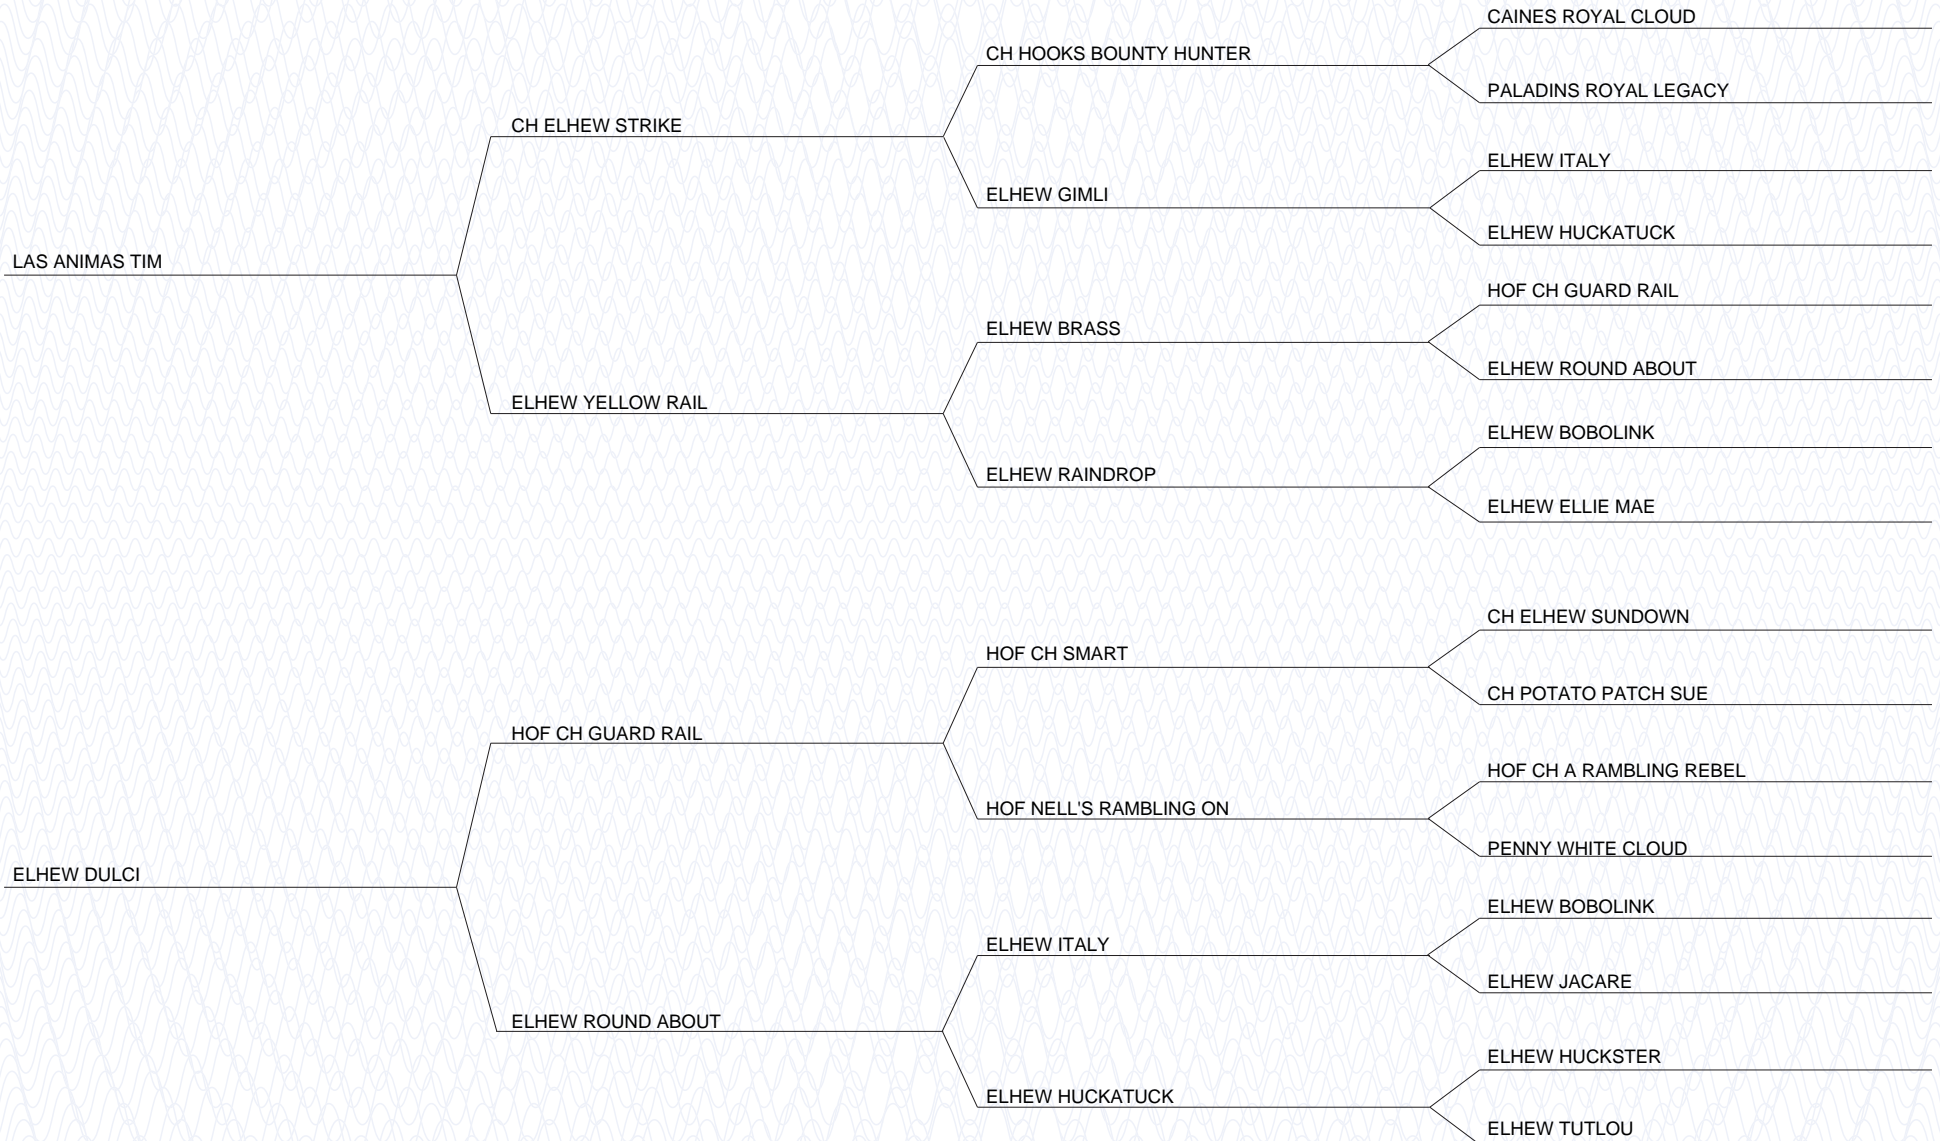 CAINES ROYAL CLOUD
CH HOOKS BOUNTY HUNTER
PALADINS ROYAL LEGACY
CH ELHEW STRIKE
ELHEW ITALY
ELHEW GIMLI
ELHEW HUCKATUCK
LAS ANIMAS TIM
HOF CH GUARD RAIL
ELHEW BRASS
ELHEW ROUND ABOUT
ELHEW YELLOW RAIL
ELHEW BOBOLINK
ELHEW RAINDROP
ELHEW ELLIE MAE
CH ELHEW SUNDOWN
HOF CH SMART
CH POTATO PATCH SUE
HOF CH GUARD RAIL
HOF CH A RAMBLING REBEL
HOF NELL'S RAMBLING ON
PENNY WHITE CLOUD
ELHEW DULCI
ELHEW BOBOLINK
ELHEW ITALY
ELHEW JACARE
ELHEW ROUND ABOUT
ELHEW HUCKSTER
ELHEW HUCKATUCK
ELHEW TUTLOU